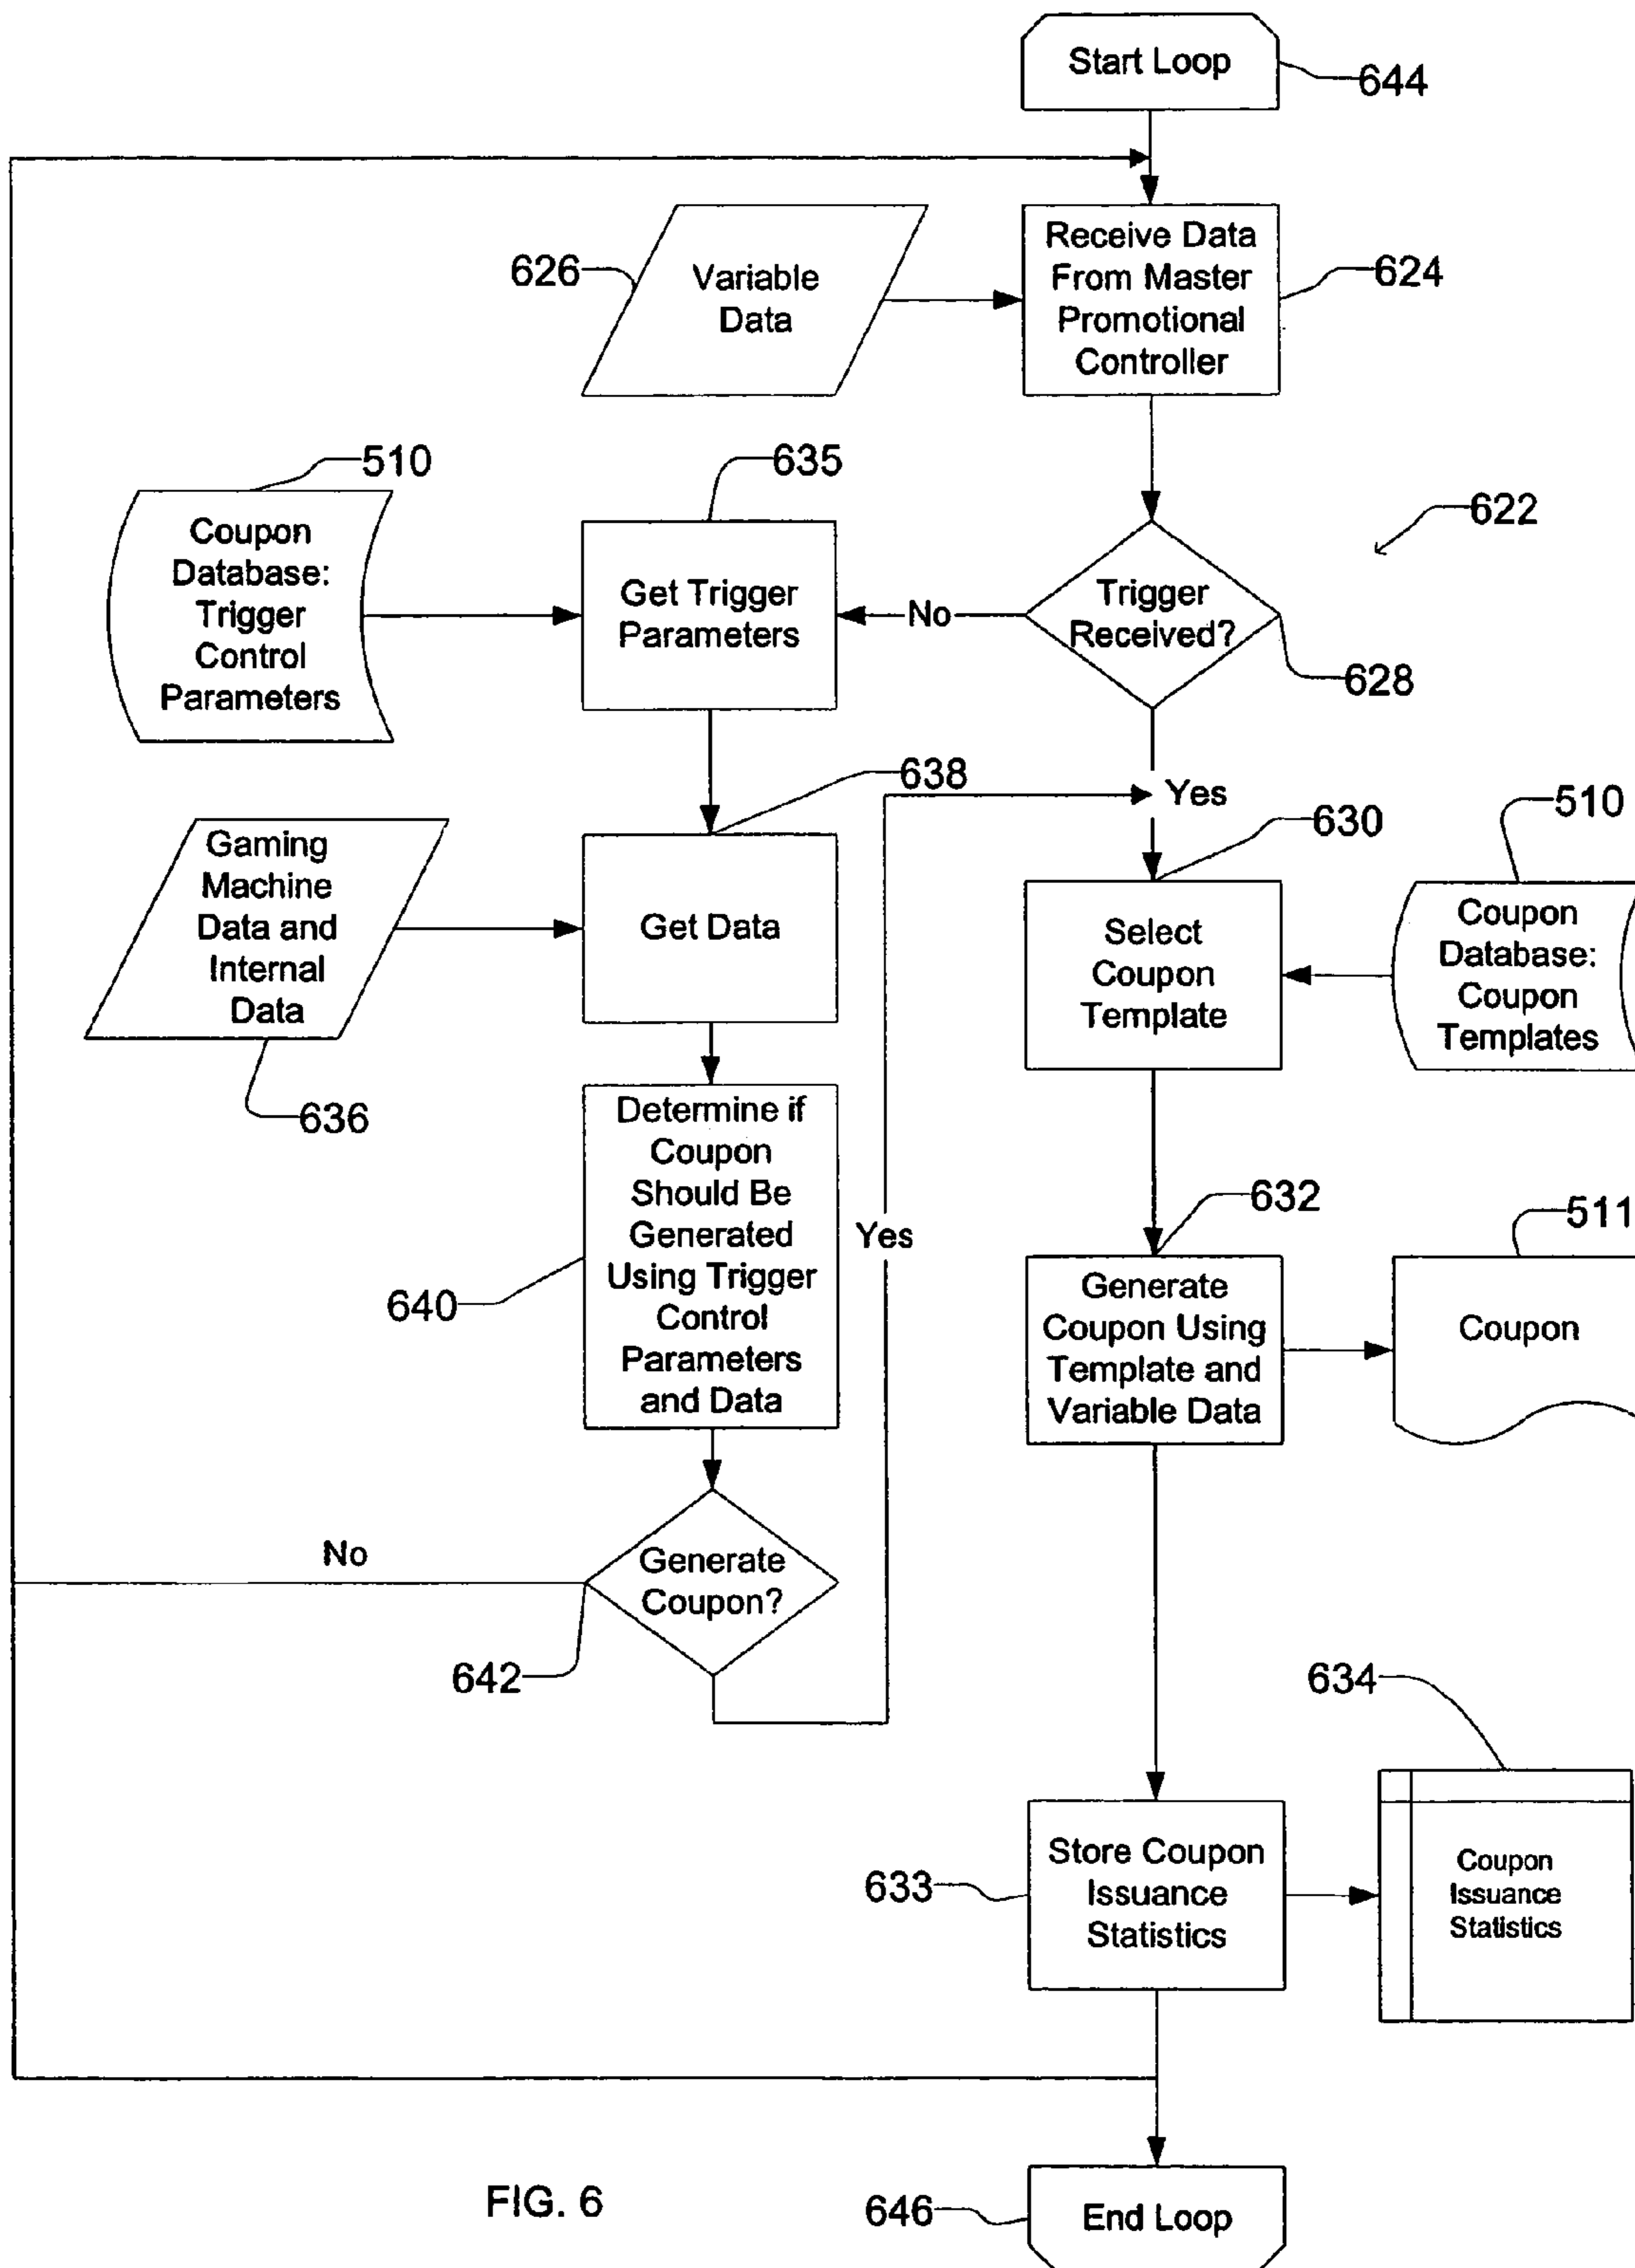 Start Loop
644
Receive Data
From Master
Promotional
Controller
624
626
Variable
Data
510
635
622
Coupon
Database:
Trigger
Control
Parameters
Get Trigger
Parameters
No
Trigger
Received?
628
638
Yes
630
510
Gaming
Machine
Data and
Internal
Data
636
Get Data
Select
Coupon
Template
Coupon
Database:
Coupon
Templates
Determine if
Coupon
Should Be
Generated
Using Trigger
Control
Parameters
and Data
640
Yes
632
511
Generate
Coupon Using
Template and
Variable Data
Coupon
No
Generate
Coupon?
642
634
633
Store Coupon
Issuance
Statistics
Coupon
Issuance
Statistics
FIG. 6
646
End Loop